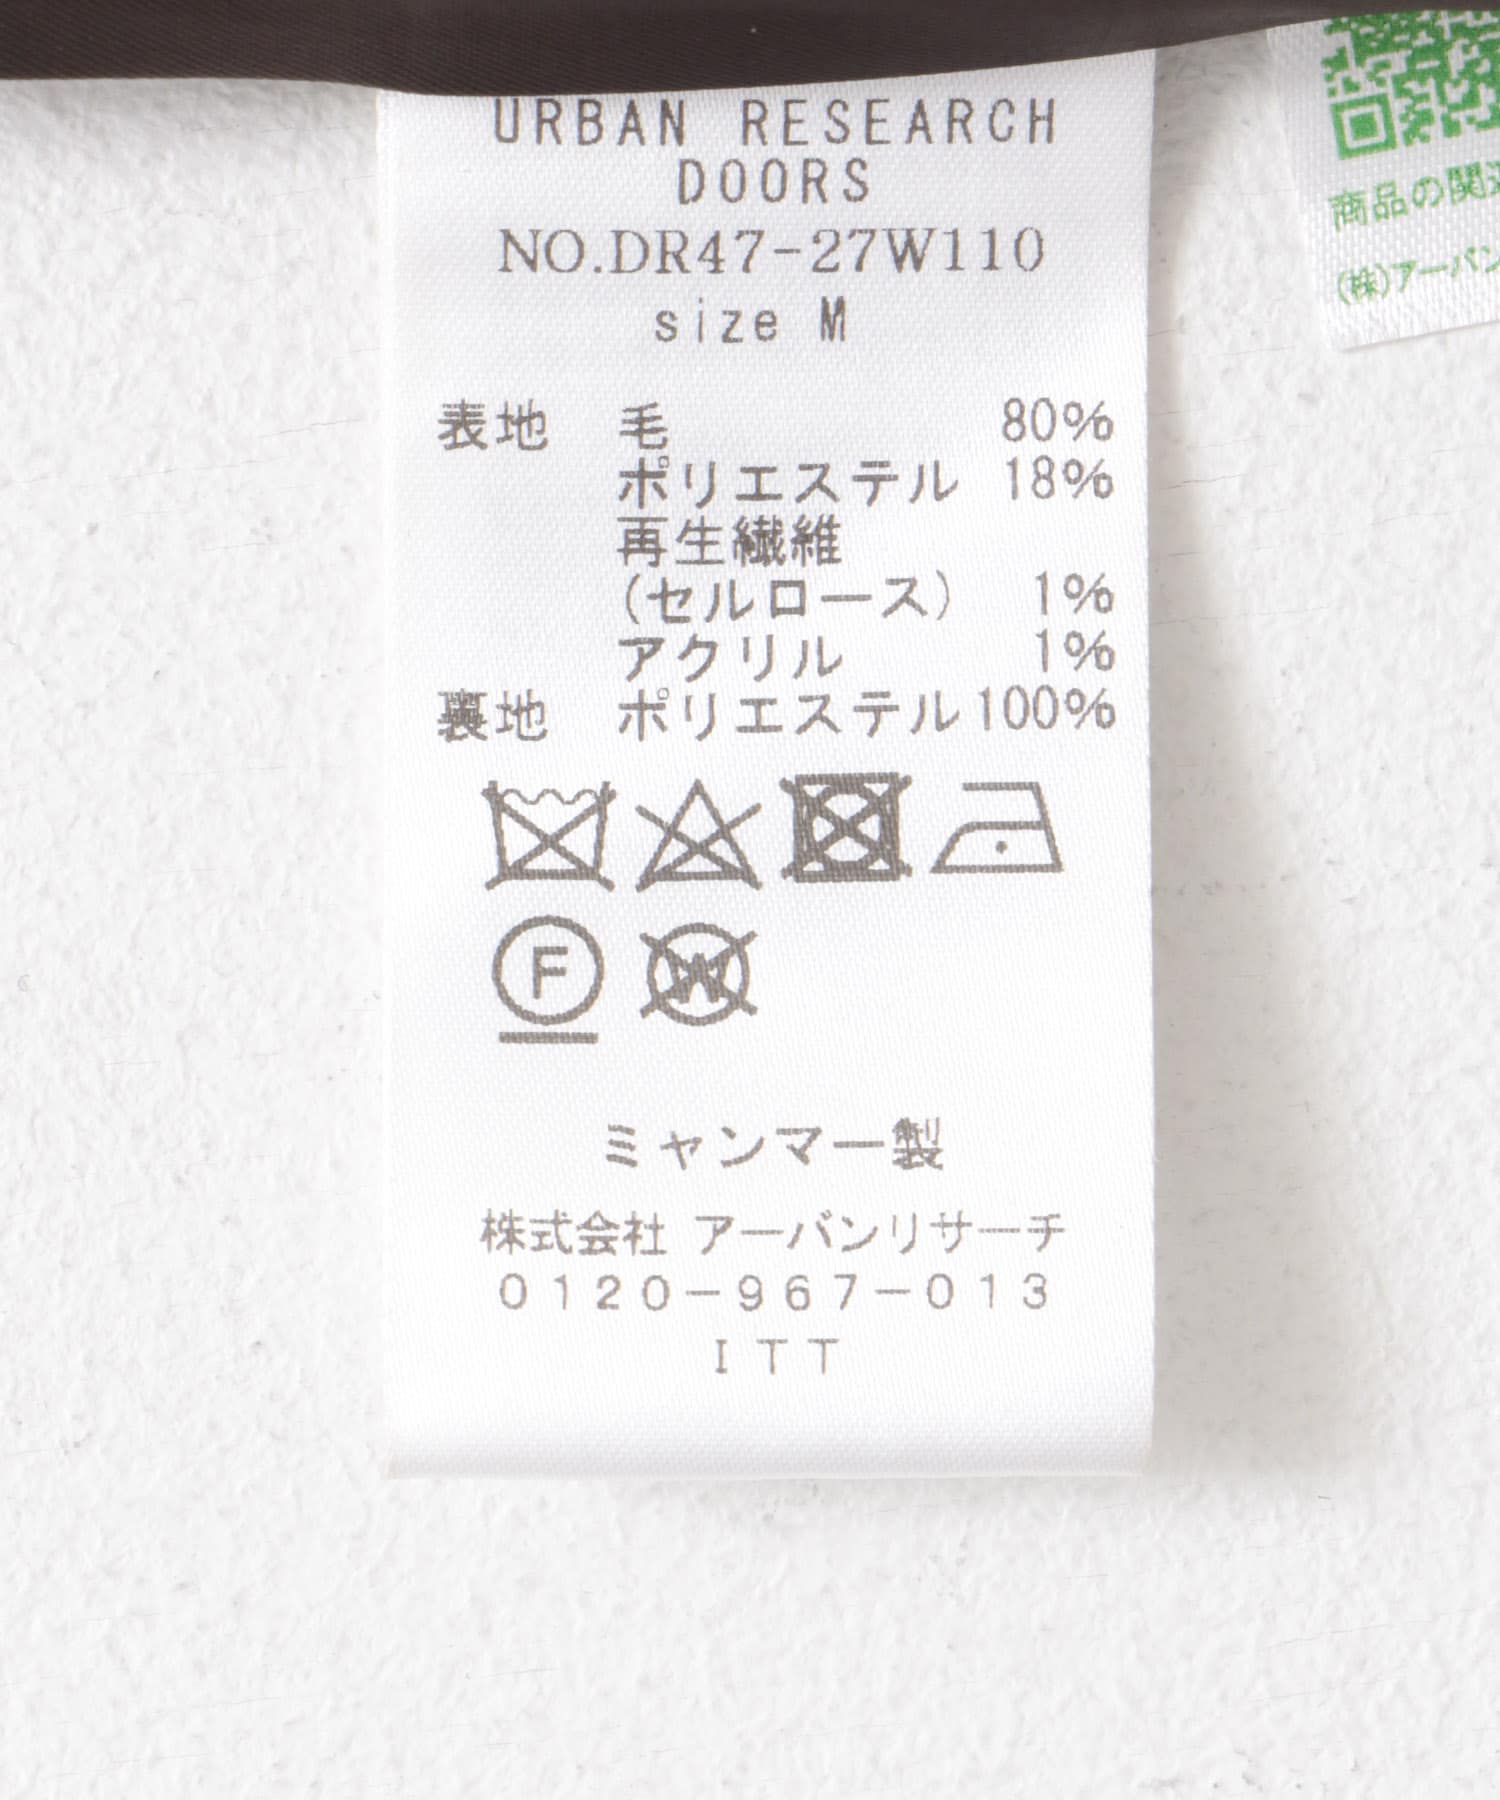 URBAN RESEARCH
DOORS
NO.DR47-27W110
size M
表地 毛 80%
ポリエステル 18%
再生繊維
(セルロース) 1%
アクリル 1%
裏地 ポリエステル 100%
F
W
ミャンマー製
株式会社 アーバンリサーチ
0120-967-013
ITT
商品の関連
(株)アーバン